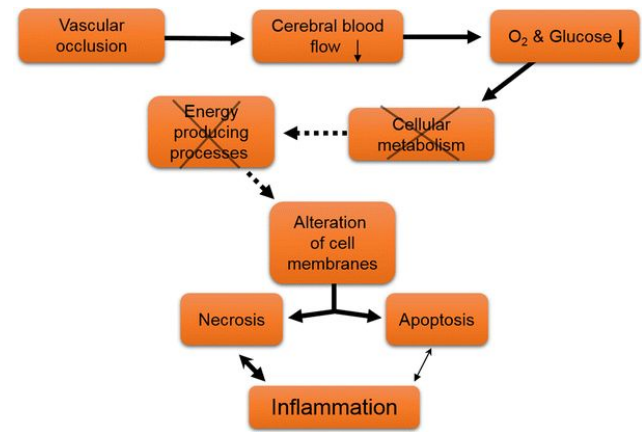 Vascular
occlusion
Cerebral blood
flow ↓
O₂ & Glucose ↓
Energy
producing
processes
Cellular
metabolism
Alteration
of cell
membranes
Necrosis
Apoptosis
Inflammation